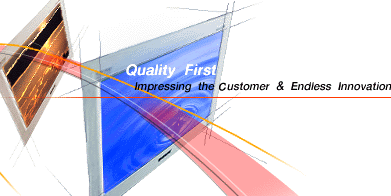 Quality First
Impressing the Customer & Endless Innovation